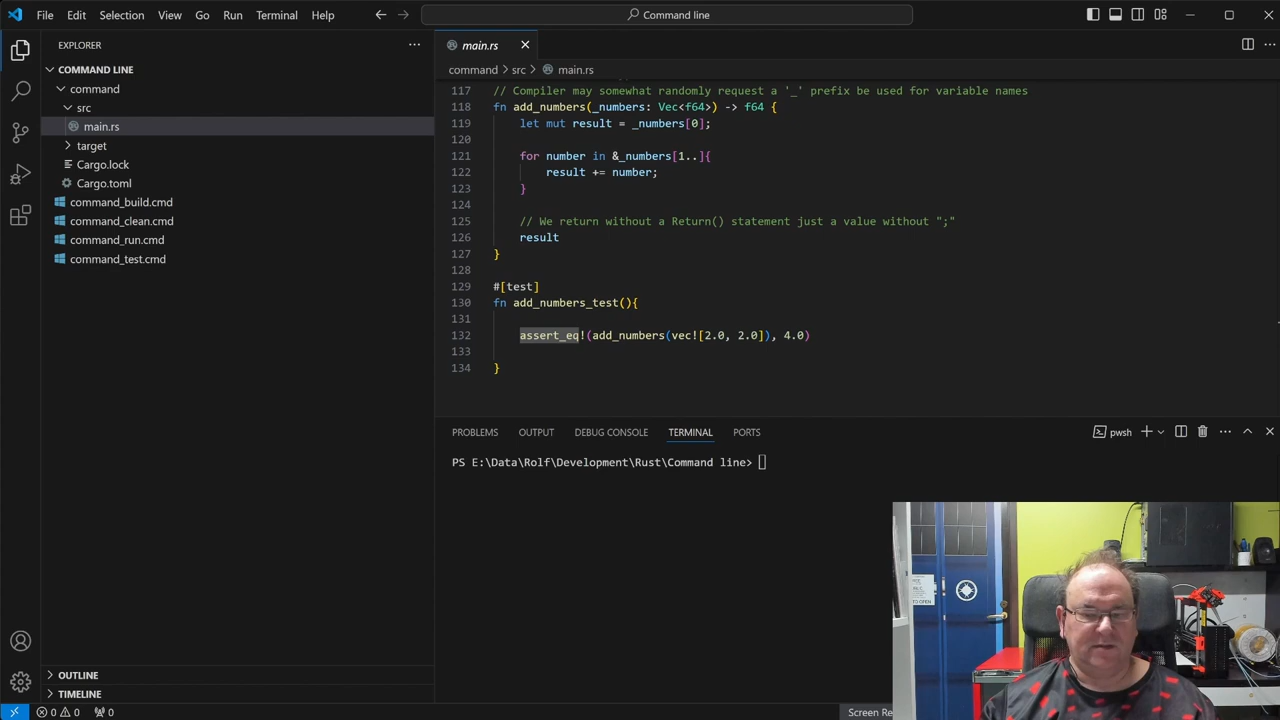 File Edit Selection View Go Run Terminal Help
Command line
EXPLORER
COMMAND LINE
command
src
main.rs
target
Cargo.lock
Cargo.toml
command_build.cmd
command_clean.cmd
command_run.cmd
command_test.cmd
OUTLINE
TIMELINE
main.rs
command > src > main.rs
117 // Compiler may somewhat randomly request a '_' prefix be used for variable names
118 fn add_numbers(_numbers: Vec<f64>) -> f64 {
119 let mut result = _numbers[0];
120
121 for number in &_numbers[1..]{
122 result += number;
123 }
124
125 // We return without a Return() statement just a value without ";"
126 result
127 }
128
129 #[test]
130 fn add_numbers_test(){
131
132 assert_eq!(add_numbers(vec![2.0, 2.0]), 4.0)
133
134 }
PROBLEMS OUTPUT DEBUG CONSOLE TERMINAL PORTS
pwsh
PS E:\Data\Rolf\Development\Rust\Command line>
TO OPEN
0 0 0
Screen Re